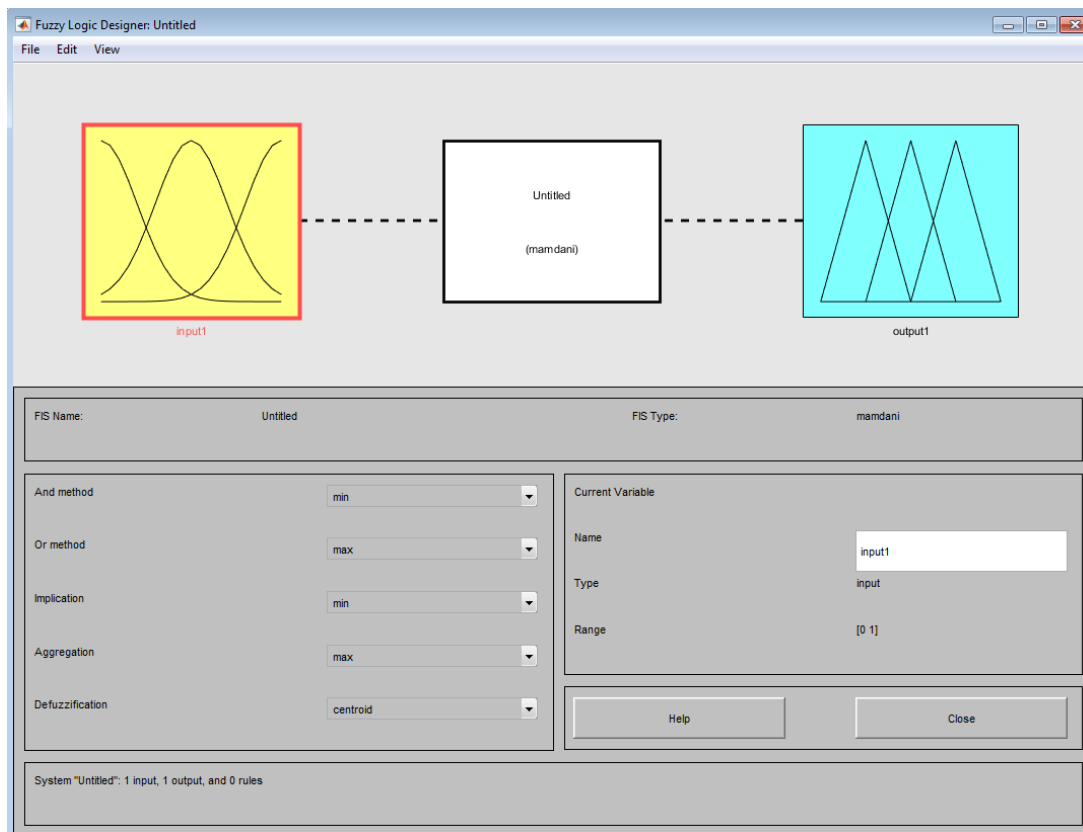 Fuzzy Logic Designer: Untitled
File Edit View
Untitled
(mamdani)
input1
output1
FIS Name: Untitled FIS Type: mamdani
And method min
Or method max
Implication min
Aggregation max
Defuzzification centroid
Current Variable
Name input1
Type input
Range [0 1]
Help Close
System "Untitled": 1 input, 1 output, and 0 rules